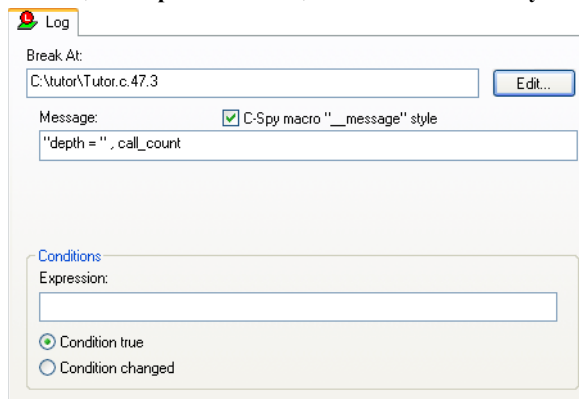 Log
Break At:
C:\tutor\Tutor.c.47.3
Edit...
Message:
C-Spy macro "__message" style
"depth = " , call_count
Conditions
Expression:
Condition true
Condition changed